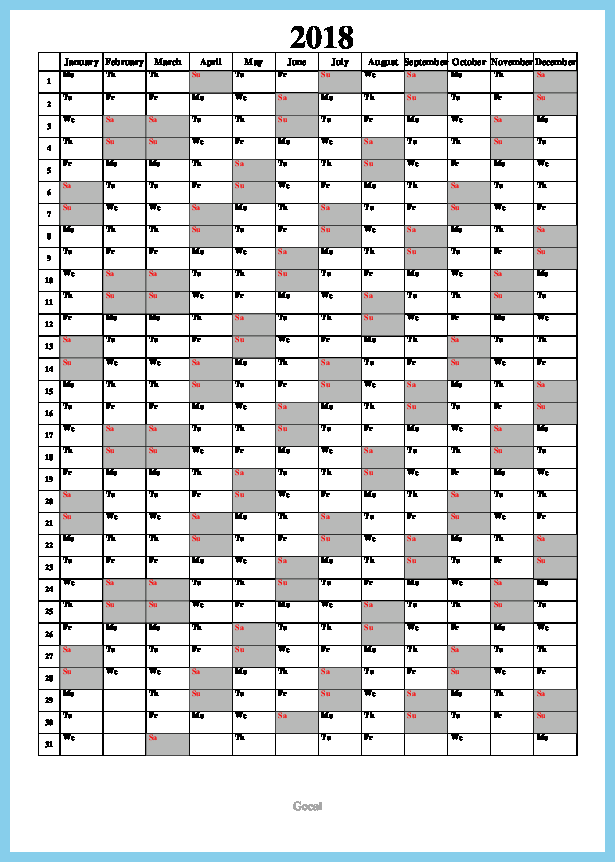 2018
January February March April May June July August September October November December
1 Mo Th Th Su Tu Fr Su We Sa Mo Th Sa
2 Tu Fr Fr Mo We Sa Mo Th Su Tu Fr Su
3 We Sa Sa Tu Th Su Tu Fr Mo We Sa Mo
4 Th Su Su We Fr Mo We Sa Tu Th Su Tu
5 Fr Mo Mo Th Sa Tu Th Su We Fr Mo We
6 Sa Tu Tu Fr Su We Fr Mo Th Sa Tu Th
7 Su We We Sa Mo Th Sa Tu Fr Su We Fr
8 Mo Th Th Su Tu Fr Su We Sa Mo Th Sa
9 Tu Fr Fr Mo We Sa Mo Th Su Tu Fr Su
10 We Sa Sa Tu Th Su Tu Fr Mo We Sa Mo
11 Th Su Su We Fr Mo We Sa Tu Th Su Tu
12 Fr Mo Mo Th Sa Tu Th Su We Fr Mo We
13 Sa Tu Tu Fr Su We Fr Mo Th Sa Tu Th
14 Su We We Sa Mo Th Sa Tu Fr Su We Fr
15 Mo Th Th Su Tu Fr Su We Sa Mo Th Sa
16 Tu Fr Fr Mo We Sa Mo Th Su Tu Fr Su
17 We Sa Sa Tu Th Su Tu Fr Mo We Sa Mo
18 Th Su Su We Fr Mo We Sa Tu Th Su Tu
19 Fr Mo Mo Th Sa Tu Th Su We Fr Mo We
20 Sa Tu Tu Fr Su We Fr Mo Th Sa Tu Th
21 Su We We Sa Mo Th Sa Tu Fr Su We Fr
22 Mo Th Th Su Tu Fr Su We Sa Mo Th Sa
23 Tu Fr Fr Mo We Sa Mo Th Su Tu Fr Su
24 We Sa Sa Tu Th Su Tu Fr Mo We Sa Mo
25 Th Su Su We Fr Mo We Sa Tu Th Su Tu
26 Fr Mo Mo Th Sa Tu Th Su We Fr Mo We
27 Sa Tu Tu Fr Su We Fr Mo Th Sa Tu Th
28 Su We We Sa Mo Th Sa Tu Fr Su We Fr
29 Mo Th Su Tu Fr Su We Sa Mo Th Sa
30 Tu Fr Mo We Sa Mo Th Su Tu Fr Su
31 We Sa Th Tu Fr We Mo
Gocal